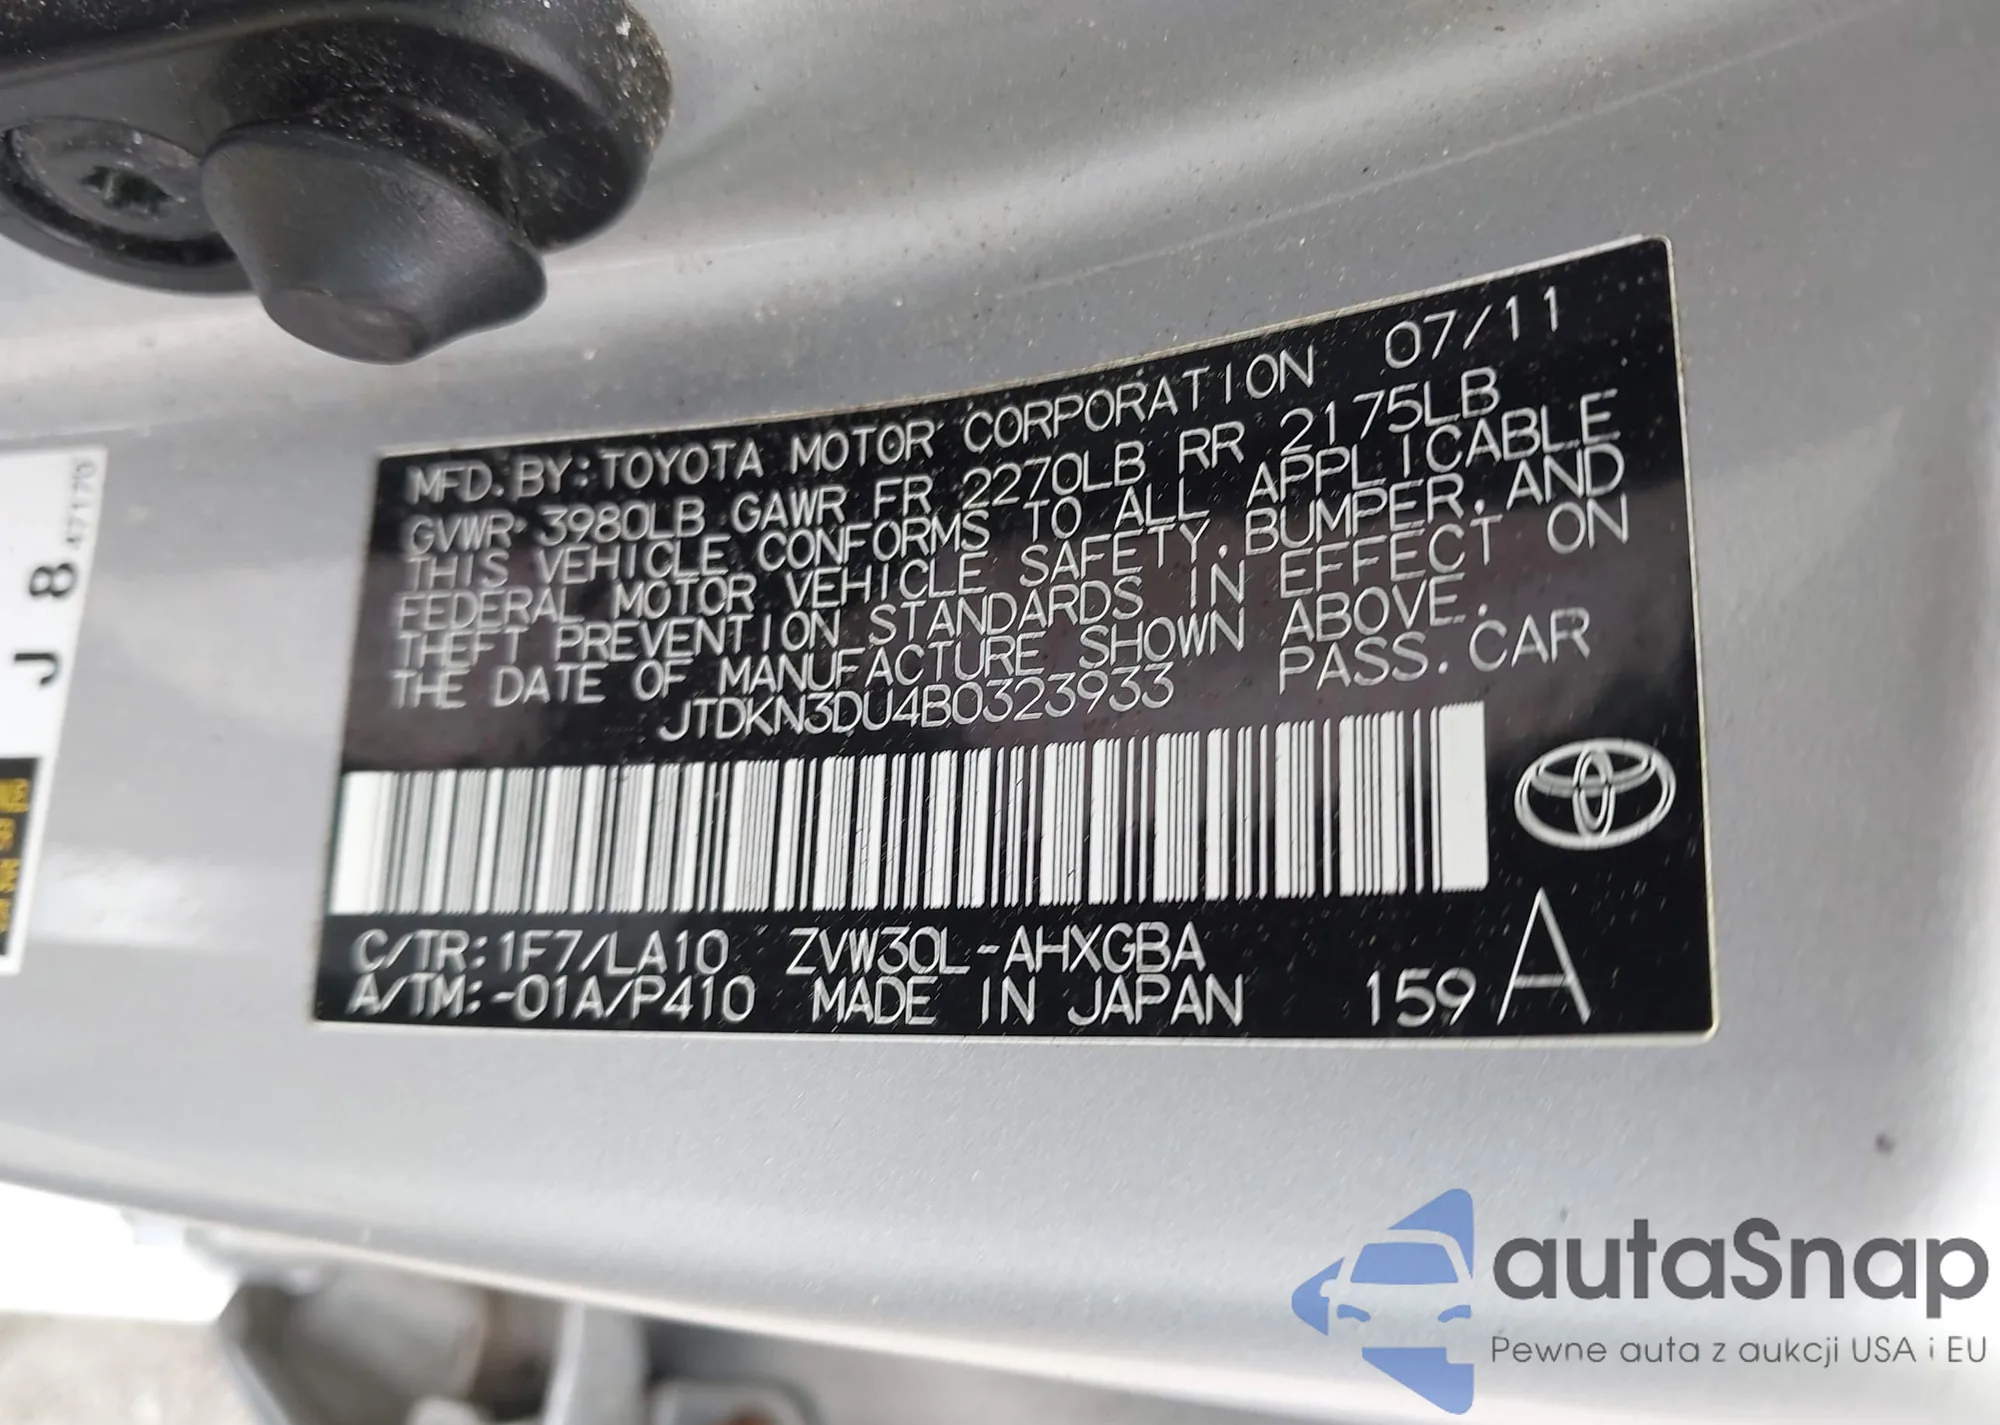 MFD. BY: TOYOTA MOTOR CORPORATION 07/11
GVWR 3980LB GAWR FR 2270LB RR 2175LB
THIS VEHICLE CONFORMS TO ALL APPLICABLE
FEDERAL MOTOR VEHICLE SAFETY, BUMPER, AND
THEFT PREVENTION STANDARDS IN EFFECT ON
THE DATE OF MANUFACTURE SHOWN ABOVE.
JTDKN3DU4B0323933 PASS. CAR
C/TR: 1F7/LA10 ZVW30L-AHXGBA
A/TM: -01A/P410 MADE IN JAPAN 159 A
J 8 47170
autaSnap
Pewne auta z aukcji USA i EU